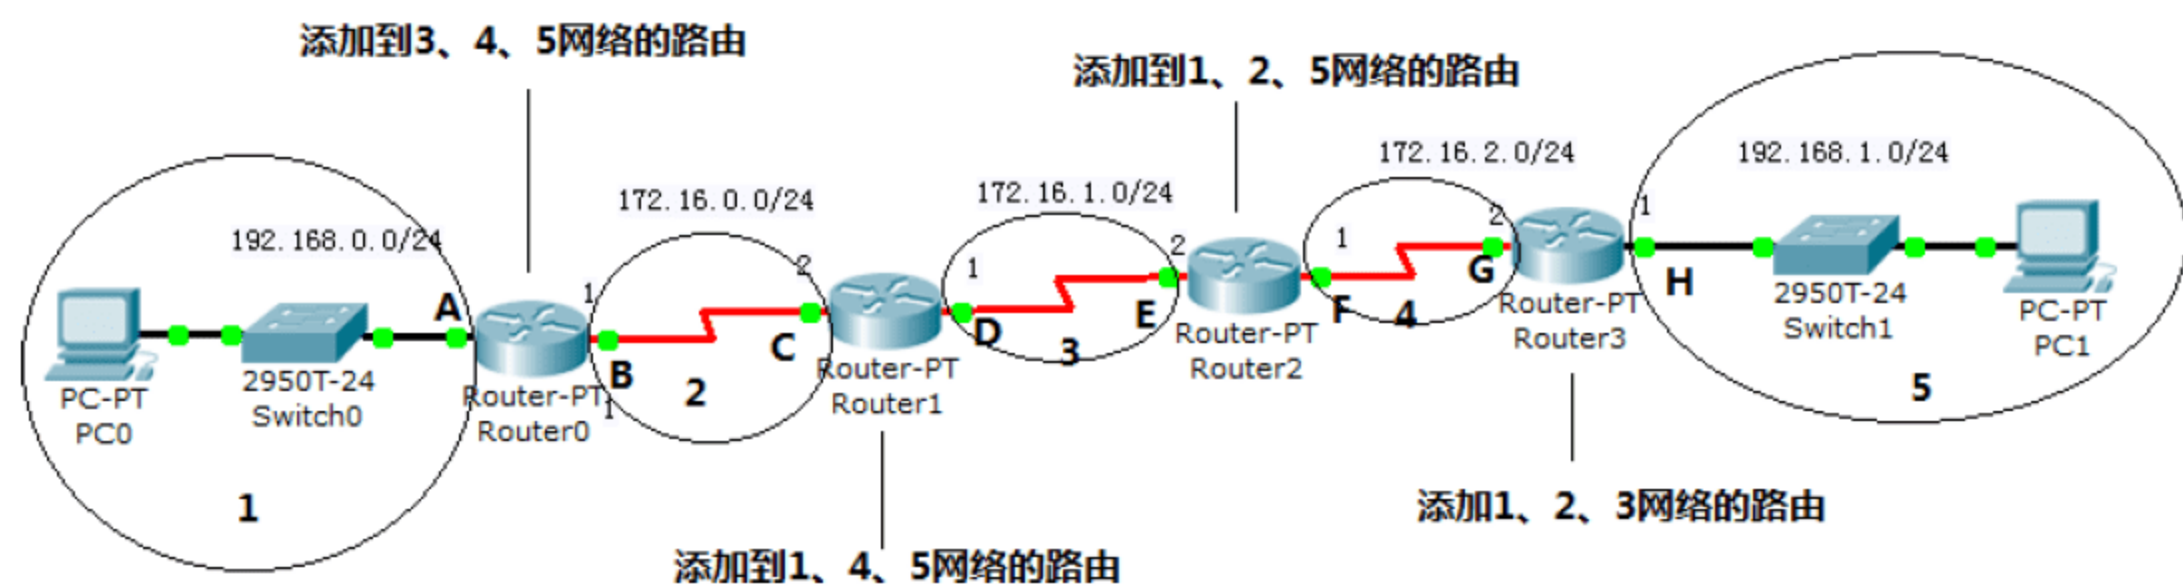 添加到3、4、5网络的路由
添加到1、2、5网络的路由
172.16.2.0/24
192.168.1.0/24
172.16.0.0/24
172.16.1.0/24
192.168.0.0/24
1
2
1
2
1
2
1
A
B
C
D
E
F
G
H
1
PC-PT
PC0
2950T-24
Switch0
Router-PT
Router0
Router-PT
Router1
Router-PT
Router2
Router-PT
Router3
2950T-24
Switch1
PC-PT
PC1
1
2
3
4
5
添加到1、4、5网络的路由
添加1、2、3网络的路由